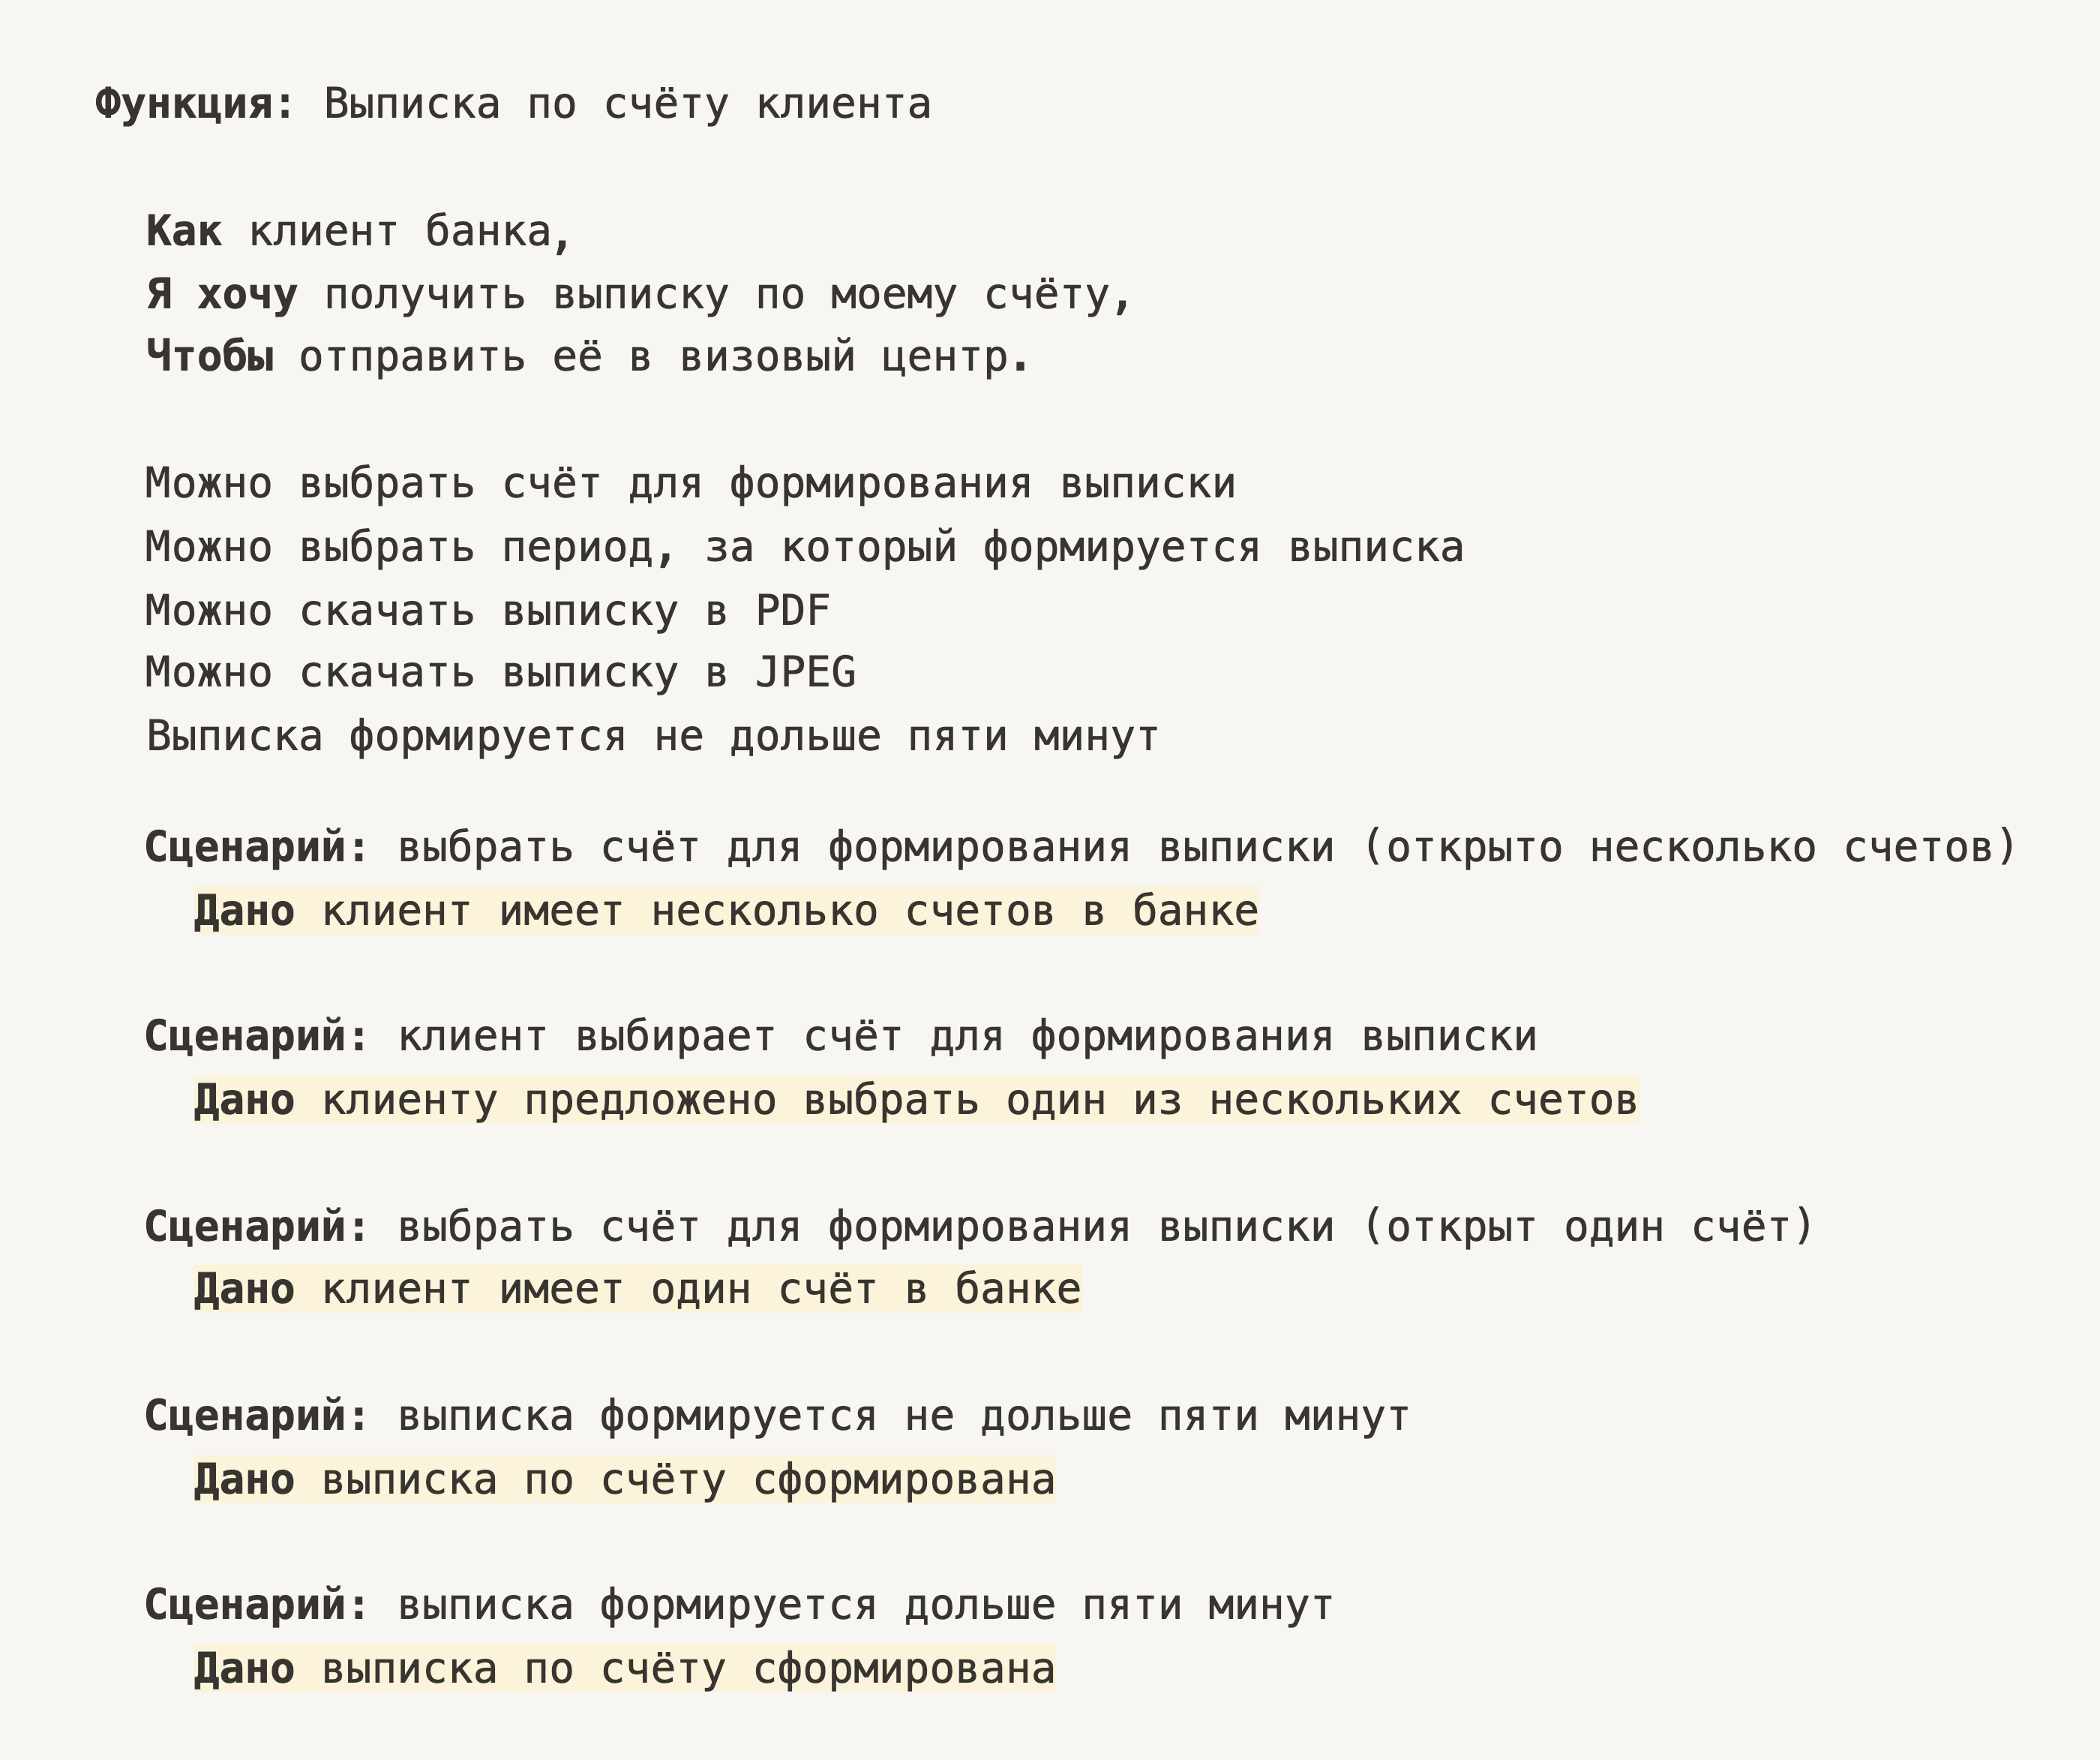 Функция: Выписка по счёту клиента
Как клиент банка,
Я хочу получить выписку по моему счёту,
Чтобы отправить её в визовый центр.
Можно выбрать счёт для формирования выписки
Можно выбрать период, за который формируется выписка
Можно скачать выписку в PDF
Можно скачать выписку в JPEG
Выписка формируется не дольше пяти минут
Сценарий: выбрать счёт для формирования выписки (открыто несколько счетов)
Дано клиент имеет несколько счетов в банке
Сценарий: клиент выбирает счёт для формирования выписки
Дано клиенту предложено выбрать один из нескольких счетов
Сценарий: выбрать счёт для формирования выписки (открыт один счёт)
Дано клиент имеет один счёт в банке
Сценарий: выписка формируется не дольше пяти минут
Дано выписка по счёту сформирована
Сценарий: выписка формируется дольше пяти минут
Дано выписка по счёту сформирована